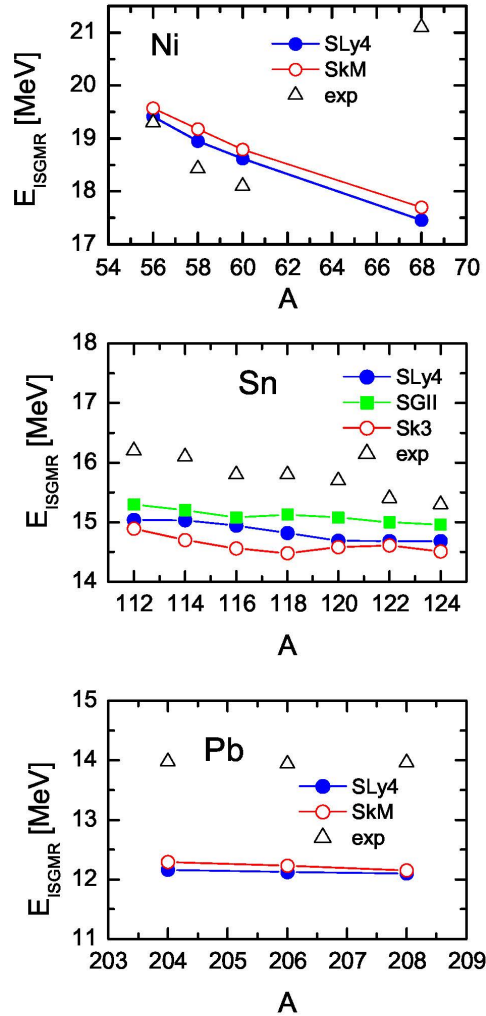 Ni
SLy4
SkM
exp
E_ISGMR [MeV]
21
20
19
18
17
54 56 58 60 62 64 66 68 70
A
Sn
SLy4
SGII
Sk3
exp
E_ISGMR [MeV]
18
17
16
15
14
112 114 116 118 120 122 124
A
Pb
SLy4
SkM
exp
E_ISGMR [MeV]
15
14
13
12
11
203 204 205 206 207 208 209
A